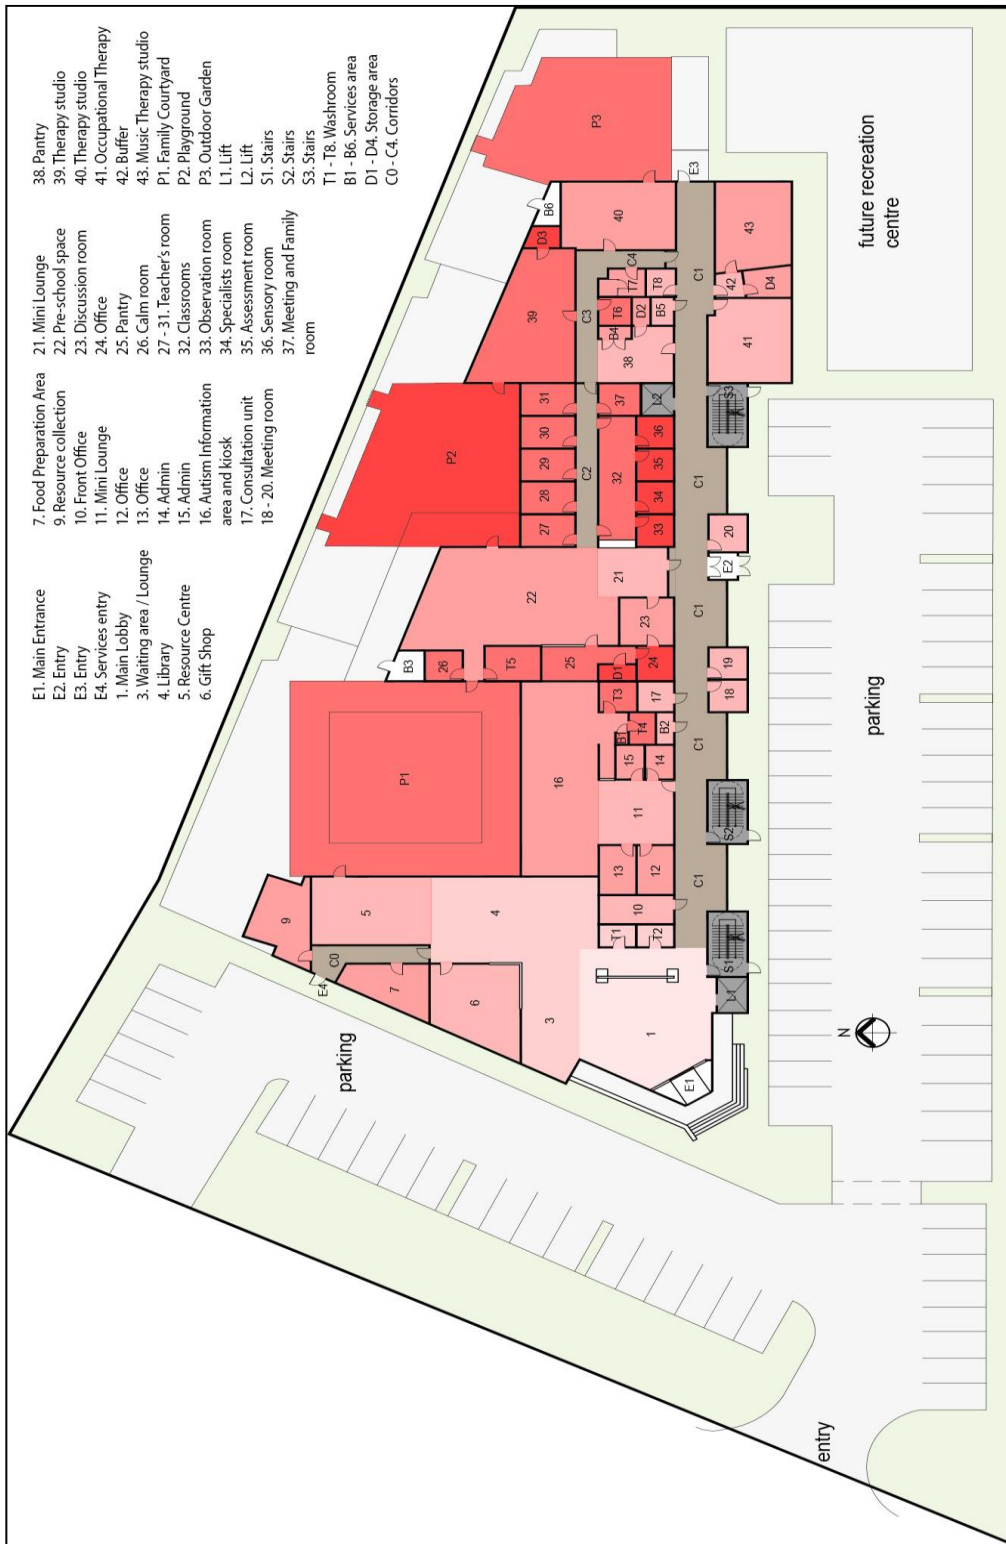 E1. Main Entrance
E2. Entry
E3. Entry
E4. Services entry
1. Main Lobby
3. Waiting area / Lounge
4. Library
5. Resource Centre
6. Gift Shop
7. Food Preparation Area
9. Resource collection
10. Front Office
11. Mini Lounge
12. Office
13. Office
14. Admin
15. Admin
16. Autism Information
area and kiosk
17. Consultation unit
18 - 20. Meeting room
21. Mini Lounge
22. Pre-school space
23. Discussion room
24. Office
25. Pantry
26. Calm room
27 - 31. Teacher's room
32. Classrooms
33. Observation room
34. Specialists room
35. Assessment room
36. Sensory room
37. Meeting and Family
room
38. Pantry
39. Therapy studio
40. Therapy studio
41. Occupational Therapy
42. Buffer
43. Music Therapy studio
P1. Family Courtyard
P2. Playground
P3. Outdoor Garden
L1. Lift
L2. Lift
S1. Stairs
S2. Stairs
S3. Stairs
T1 - T8. Washroom
B1 - B6. Services area
D1 - D4. Storage area
C0 - C4. Corridors
9
E4
C0
5
7
6
4
3
1
E1
L1
S1
T1
T2
10
13
12
C1
P1
16
11
15
14
B1
T4
B2
T3
17
S2
C1
18
19
B3
26
T5
25
D1
24
23
22
21
C1
E2
20
P2
27
28
29
30
31
C2
32
33
34
35
36
37
L2
C1
S3
39
D3
B6
C3
38
B4
T6
D2
B5
T7
T8
C4
40
C1
41
42
D4
43
P3
E3
parking
parking
entry
N
future recreation
centre